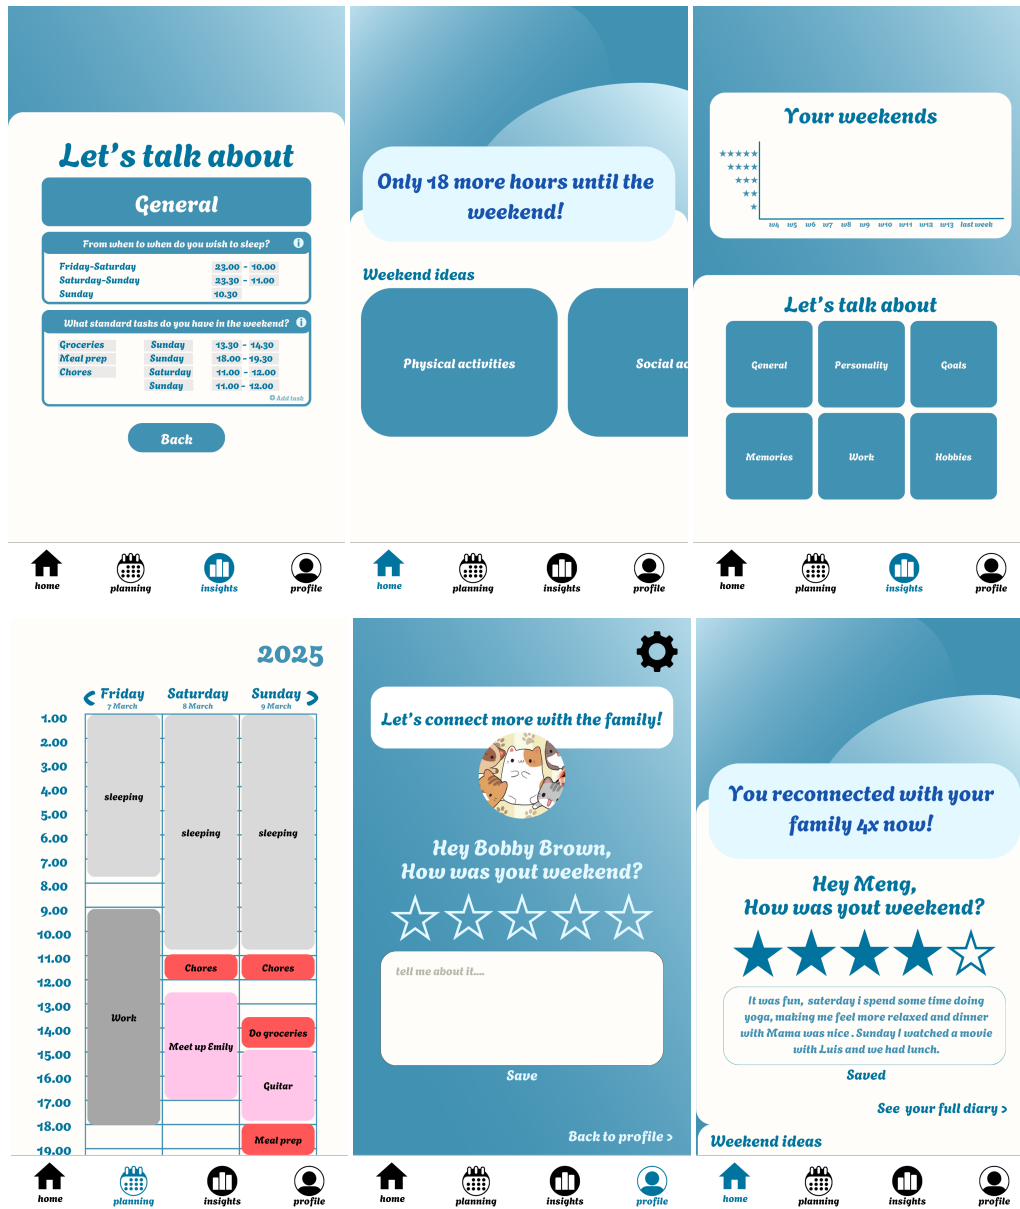 Let's talk about
General
From when to when do you wish to sleep? i
Friday-Saturday 23.00 - 10.00
Saturday-Sunday 23.30 - 11.00
Sunday 10.30
What standard tasks do you have in the weekend? i
Groceries Sunday 13.30 - 14.30
Meal prep Sunday 18.00 - 19.30
Chores Saturday 11.00 - 12.00
Sunday 11.00 - 12.00
Add task
Back
home planning insights profile
Only 18 more hours until the
weekend!
Weekend ideas
Physical activities Social ac
home planning insights profile
Your weekends
w4 w5 w6 w7 w8 w9 w10 w11 w12 w13 last week
Let's talk about
General Personality Goals
Memories Work Hobbies
home planning insights profile
2025
Friday Saturday Sunday
7 March 8 March 9 March
1.00
2.00
3.00
4.00
sleeping
5.00
6.00 sleeping sleeping
7.00
8.00
9.00
10.00
11.00 Chores Chores
12.00
13.00
Work
14.00 Do groceries
Meet up Emily
15.00
16.00 Guitar
17.00
18.00
Meal prep
19.00
home planning insights profile
Let's connect more with the family!
Hey Bobby Brown,
How was yout weekend?
tell me about it....
Save
Back to profile >
home planning insights profile
You reconnected with your
family 4x now!
Hey Meng,
How was yout weekend?
It was fun, saterday i spend some time doing
yoga, making me feel more relaxed and dinner
with Mama was nice . Sunday I watched a movie
with Luis and we had lunch.
Saved
See your full diary >
Weekend ideas
home planning insights profile